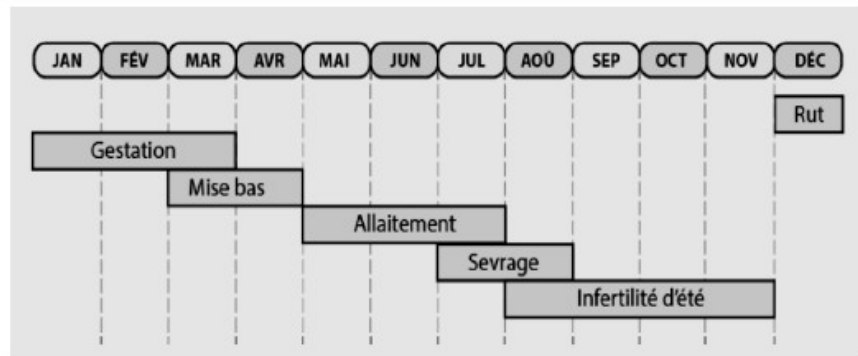 JAN FÉV MAR AVR MAI JUN JUL AOÛ SEP OCT NOV DÉC
Rut
Gestation
Mise bas
Allaitement
Sevrage
Infertilité d'été